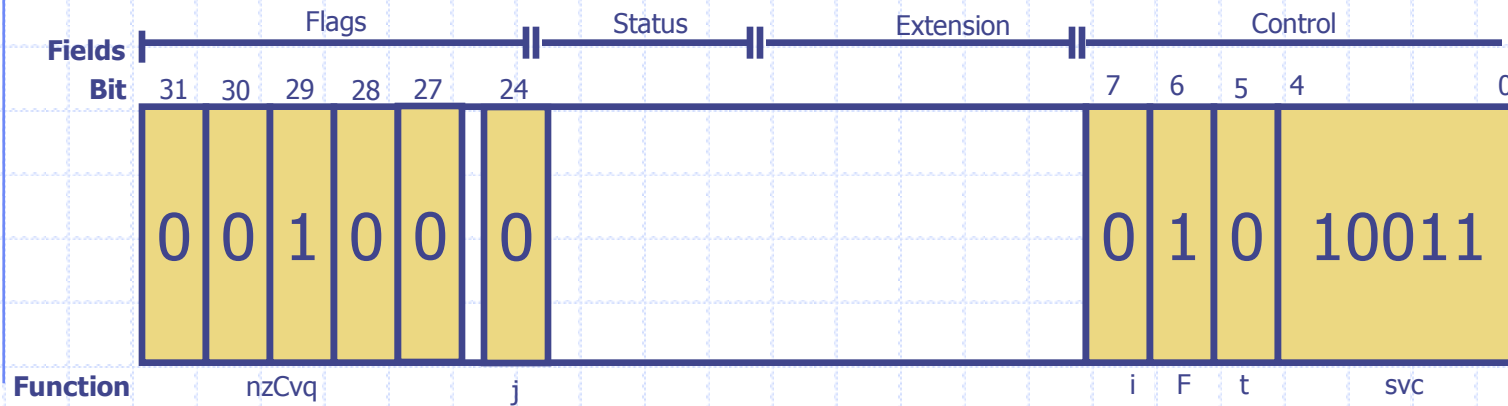 Flags Status Extension Control
Fields
Bit 31 30 29 28 27 24 7 6 5 4 0
0 0 1 0 0 0 0 1 0 10011
Function nzCvq j i F t svc